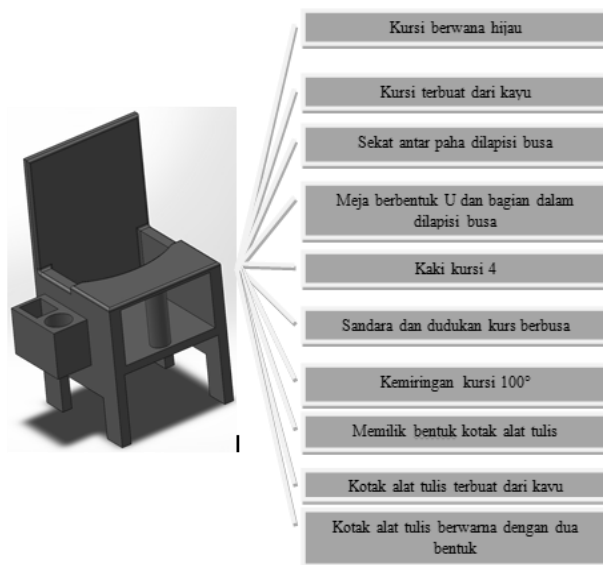 Kursi berwana hijau
Kursi terbuat dari kayu
Sekat antar paha dilapisi busa
Meja berbentuk U dan bagian dalam
dilapisi busa
Kaki kursi 4
Sandara dan dudukan kurs berbusa
Kemiringan kursi 100°
Memilik bentuk kotak alat tulis
Kotak alat tulis terbuat dari kavu
Kotak alat tulis berwarna dengan dua
bentuk